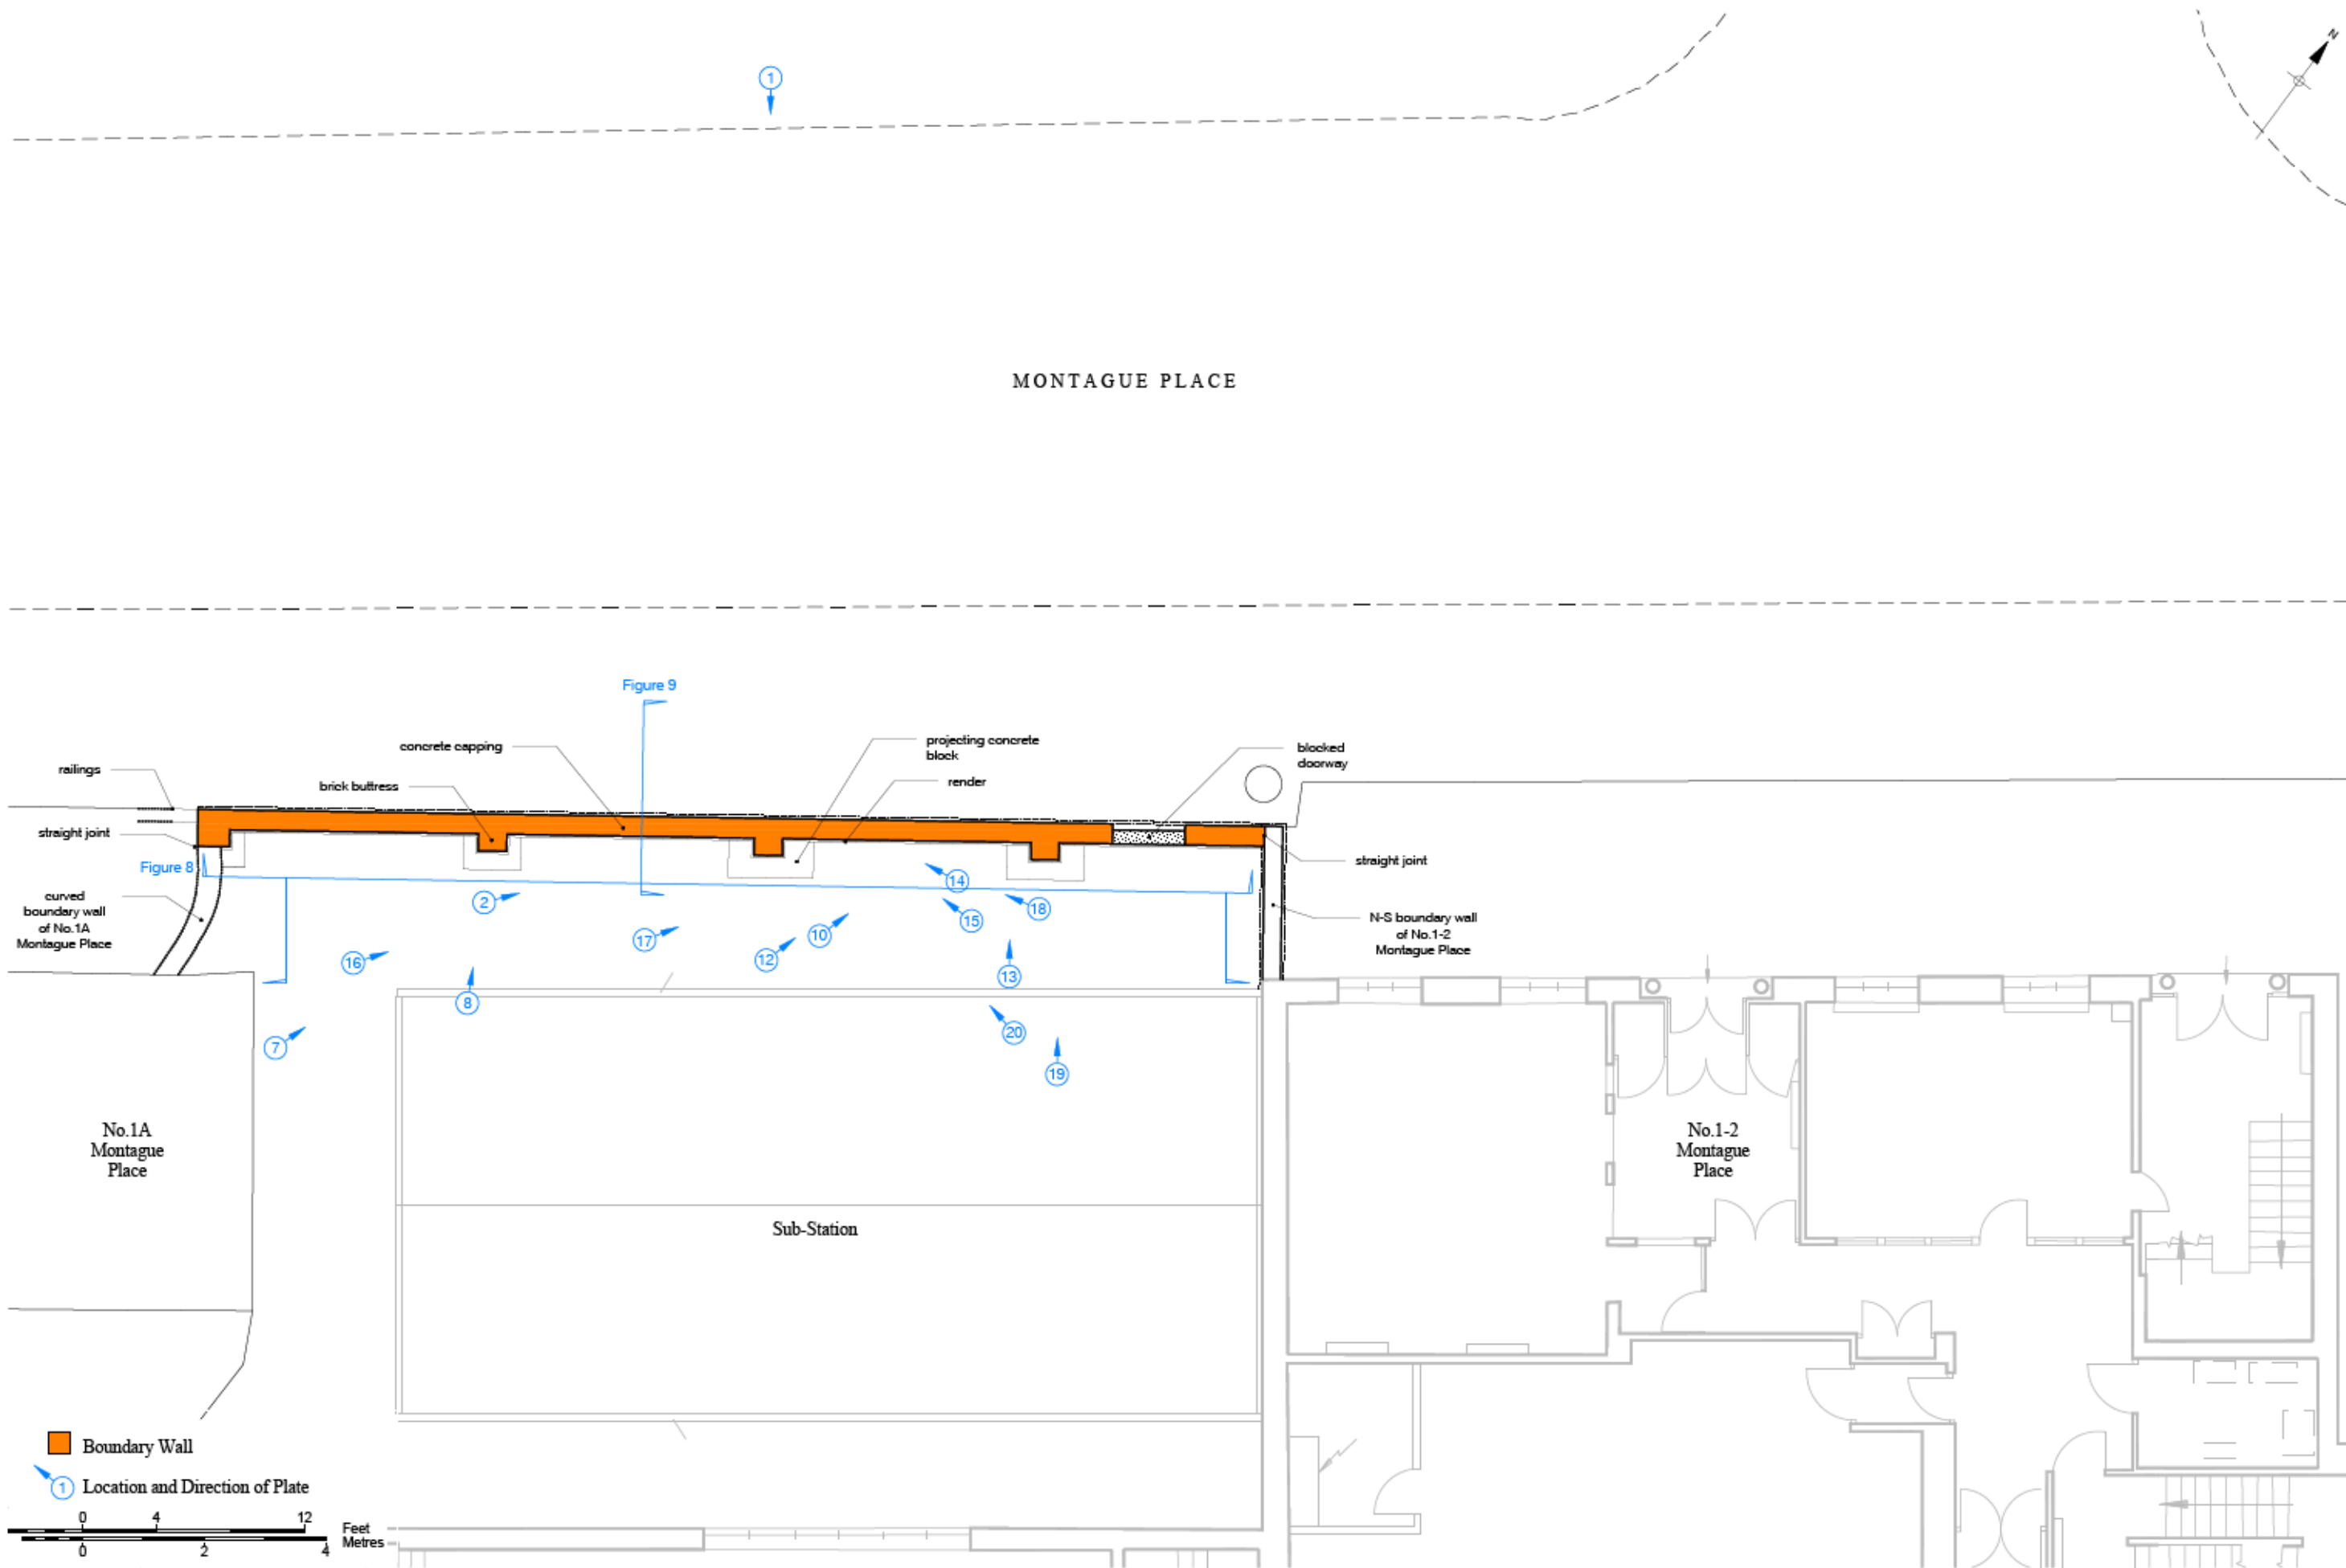 N
1
MONTAGUE PLACE
Figure 9
concrete capping
projecting concrete
block
blocked
doorway
railings
brick buttress
render
straight joint
Figure 8
straight joint
14
curved
boundary wall
of No.1A
Montague Place
2
18
15
N-S boundary wall
of No.1-2
Montague Place
17
10
16
12
13
8
7
20
19
No.1A
Montague
Place
No.1-2
Montague
Place
Sub-Station
Boundary Wall
1 Location and Direction of Plate
0 4 12
Feet
Metres
0 2 4